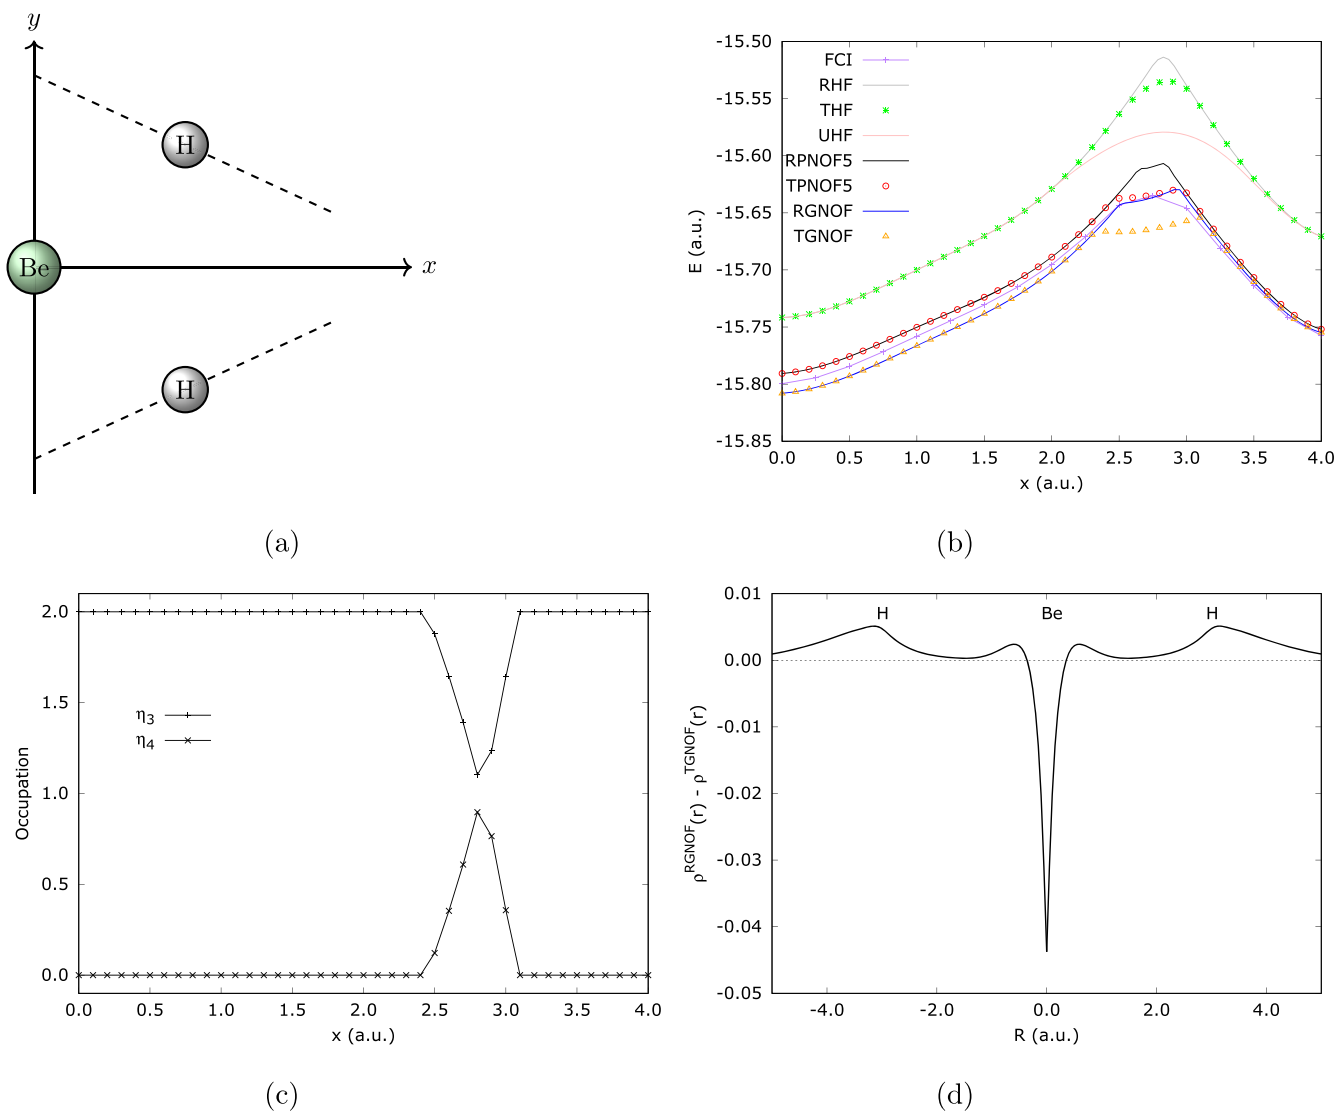 y
H
Be
x
H
(a)
-15.50
-15.55
-15.60
-15.65
-15.70
-15.75
-15.80
-15.85
E (a.u.)
FCI
RHF
THF
UHF
RPNOF5
TPNOF5
RGNOF
TGNOF
0.0 0.5 1.0 1.5 2.0 2.5 3.0 3.5 4.0
x (a.u.)
(b)
2.0
1.5
1.0
0.5
0.0
Occupation
η3
η4
0.0 0.5 1.0 1.5 2.0 2.5 3.0 3.5 4.0
x (a.u.)
(c)
0.01
0.00
-0.01
-0.02
-0.03
-0.04
-0.05
ρRGNOF(r) - ρTGNOF(r)
H Be H
-4.0 -2.0 0.0 2.0 4.0
R (a.u.)
(d)